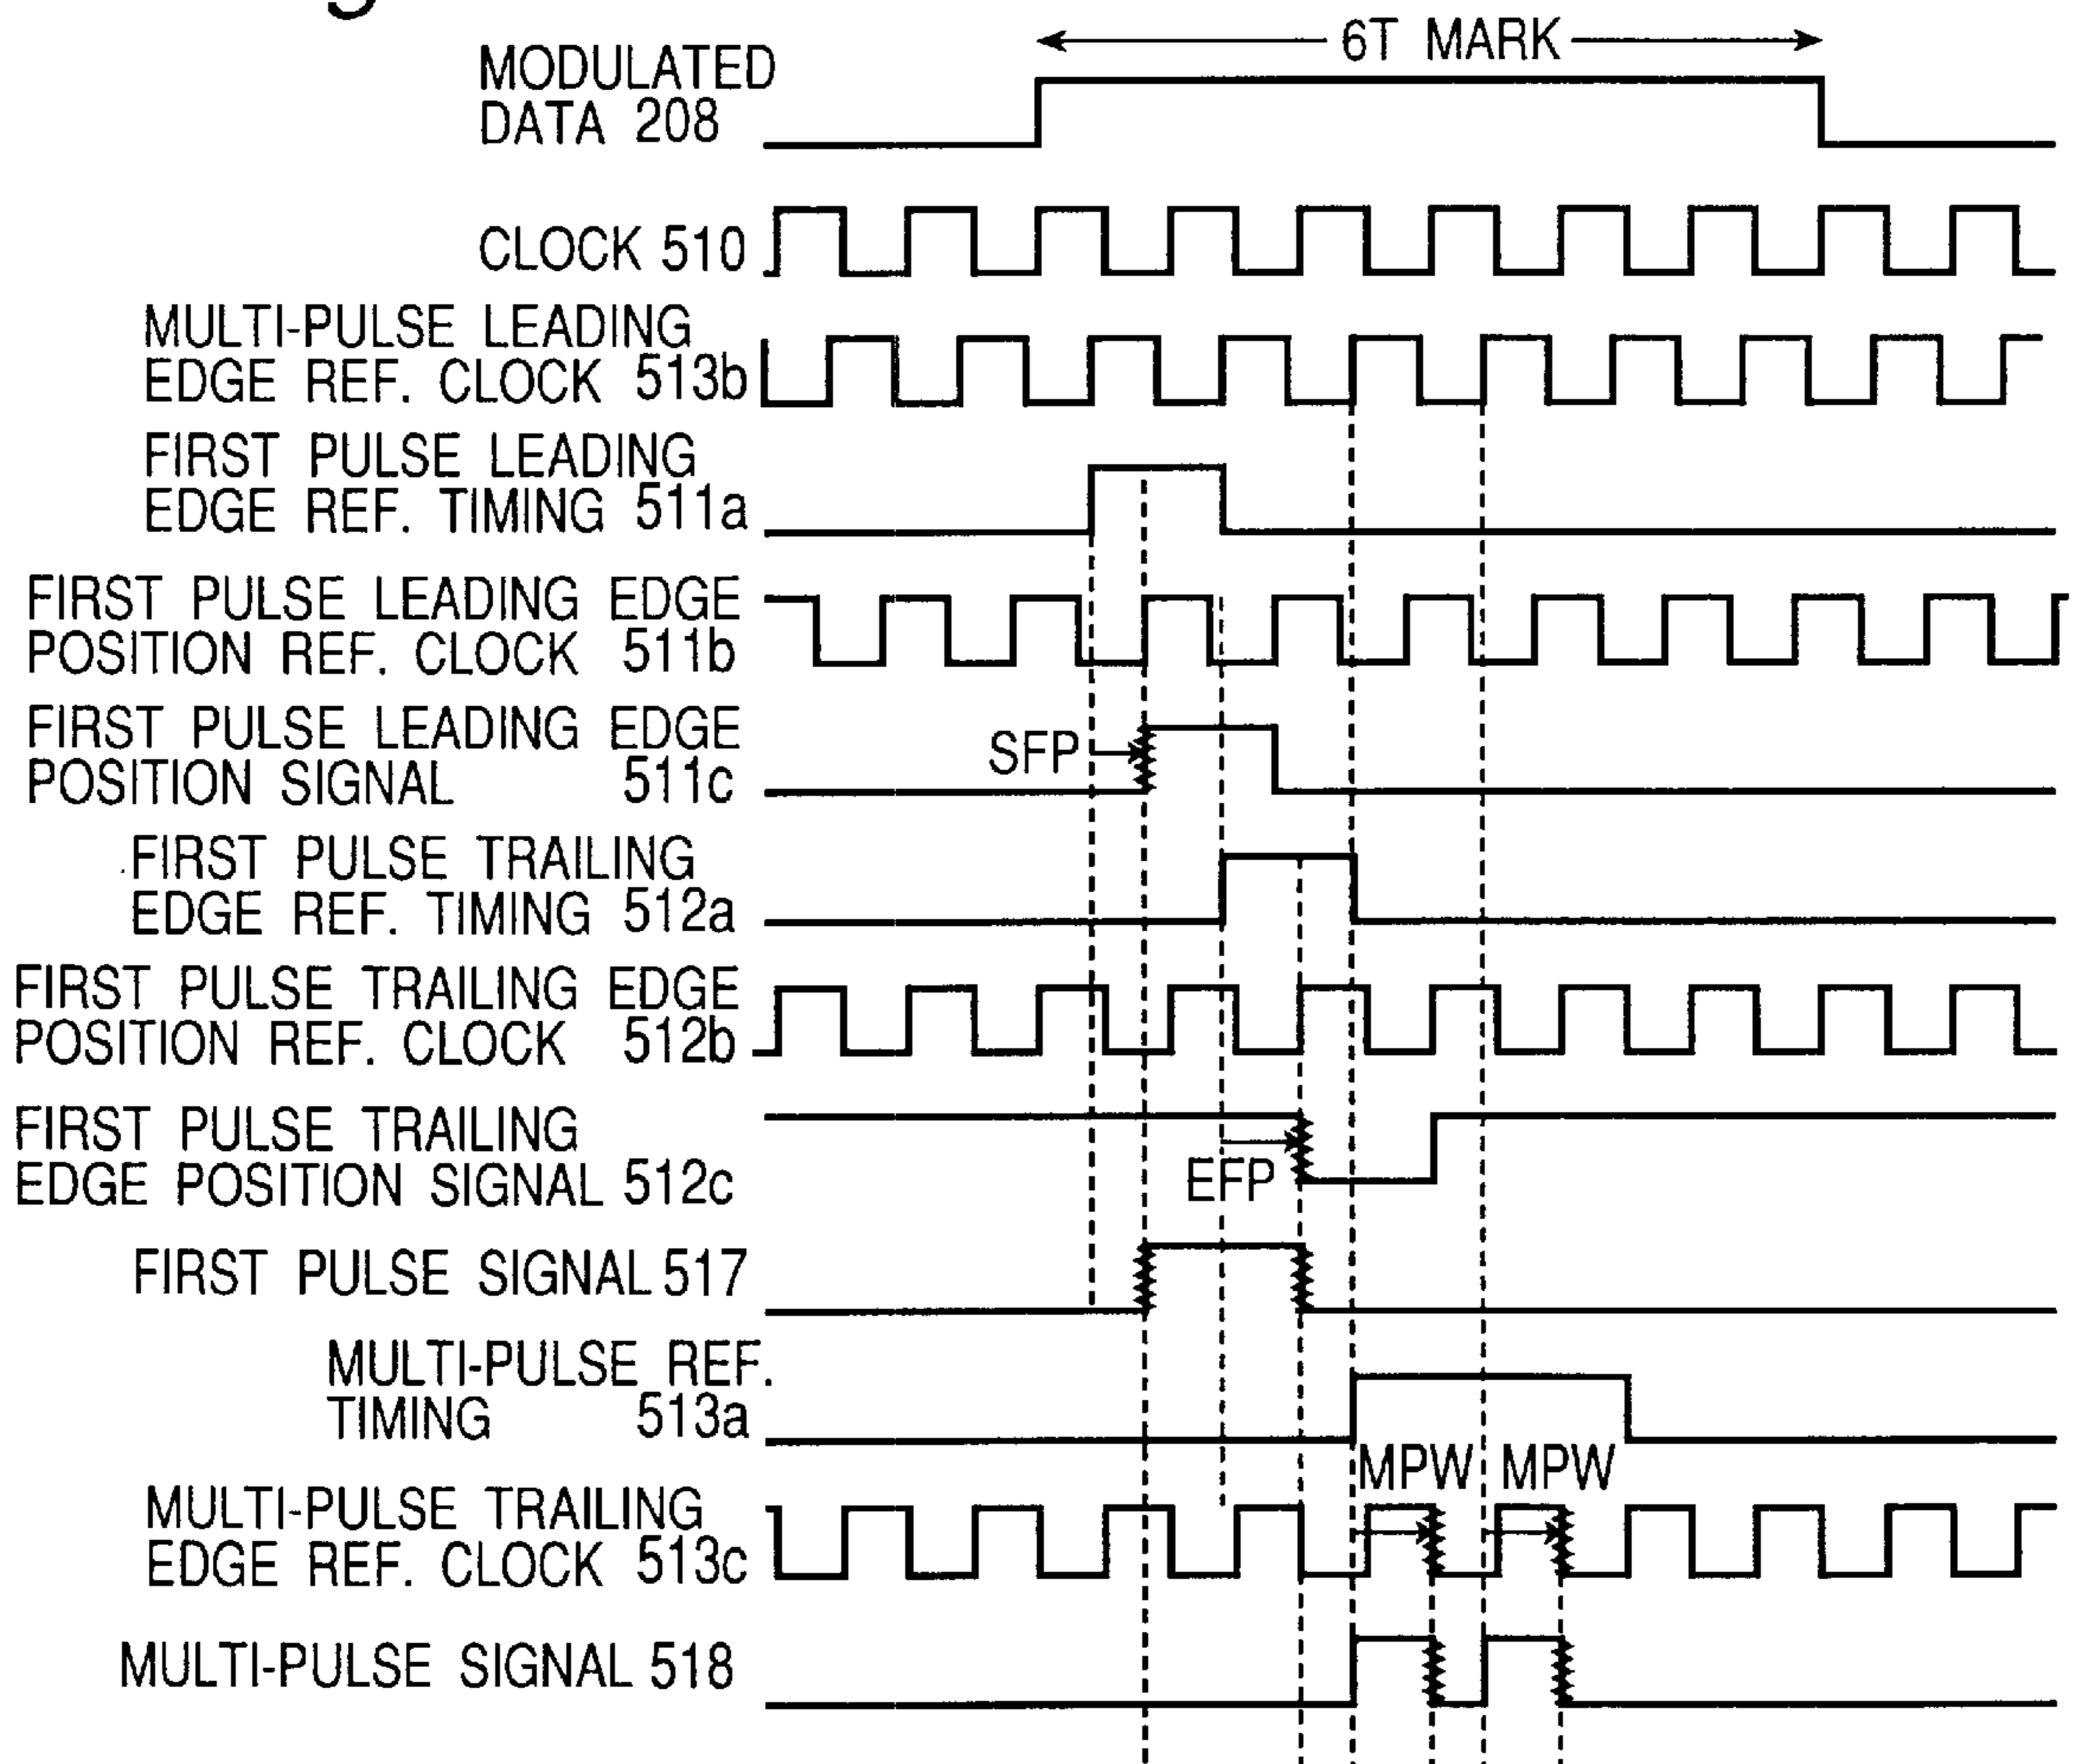 6T MARK
MODULATED
DATA 208
CLOCK 510
MULTI-PULSE LEADING
EDGE REF. CLOCK 513b
FIRST PULSE LEADING
EDGE REF. TIMING 511a
FIRST PULSE LEADING EDGE
POSITION REF. CLOCK 511b
FIRST PULSE LEADING EDGE
POSITION SIGNAL 511c
SFP
FIRST PULSE TRAILING
EDGE REF. TIMING 512a
FIRST PULSE TRAILING EDGE
POSITION REF. CLOCK 512b
FIRST PULSE TRAILING
EDGE POSITION SIGNAL 512c
EFP
FIRST PULSE SIGNAL 517
MULTI-PULSE REF.
TIMING 513a
MPW MPW
MULTI-PULSE TRAILING
EDGE REF. CLOCK 513c
MULTI-PULSE SIGNAL 518